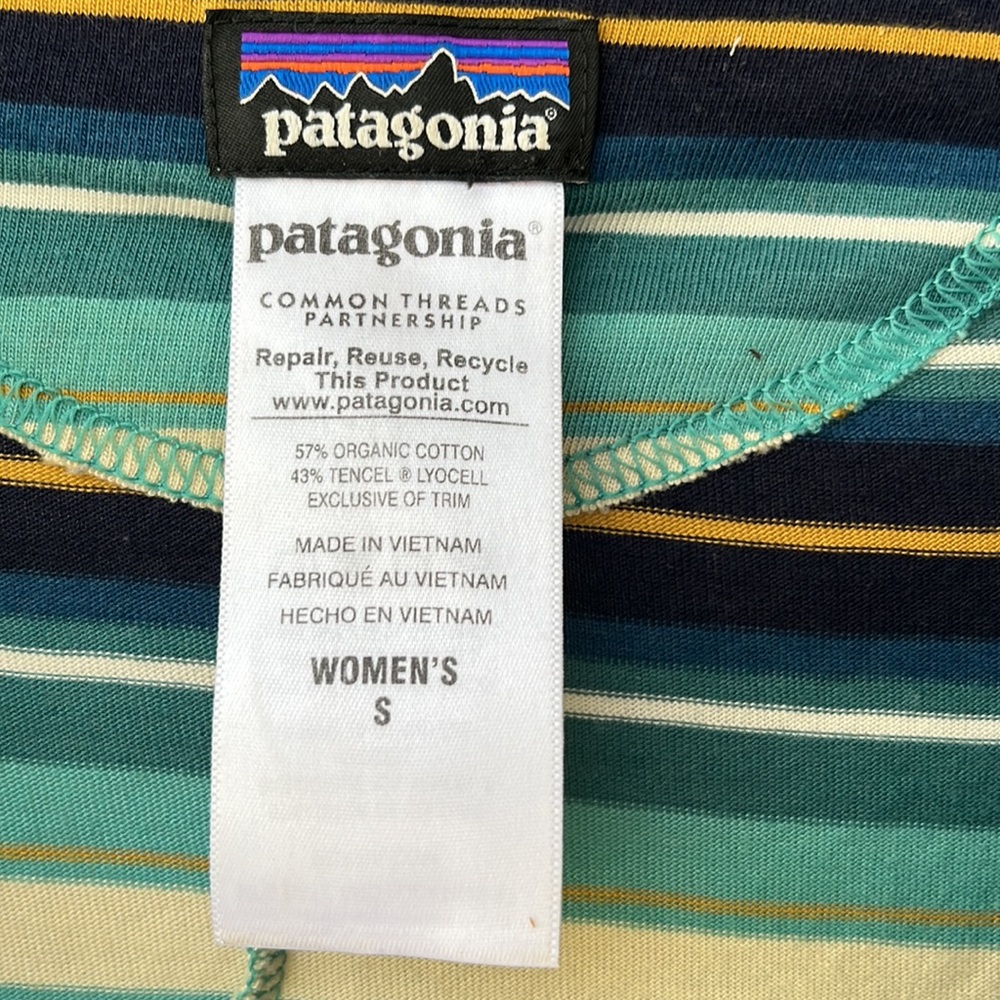 patagonia®
patagonia®
COMMON THREADS
PARTNERSHIP
Repair, Reuse, Recycle
This Product
www.patagonia.com
57% ORGANIC COTTON
43% TENCEL ® LYOCELL
EXCLUSIVE OF TRIM
MADE IN VIETNAM
FABRIQUÉ AU VIETNAM
HECHO EN VIETNAM
WOMEN'S
S